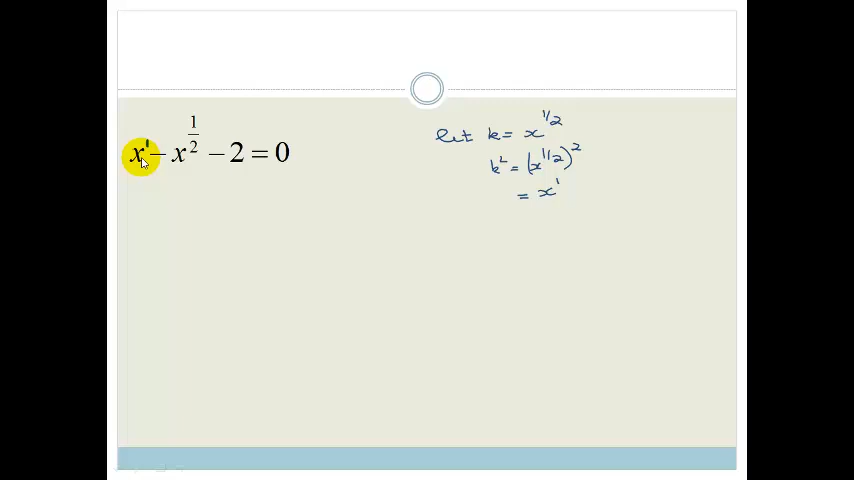 x¹ − x^(1/2) − 2 = 0
let k = x^(1/2)
k² = (x^(1/2))²
= x¹